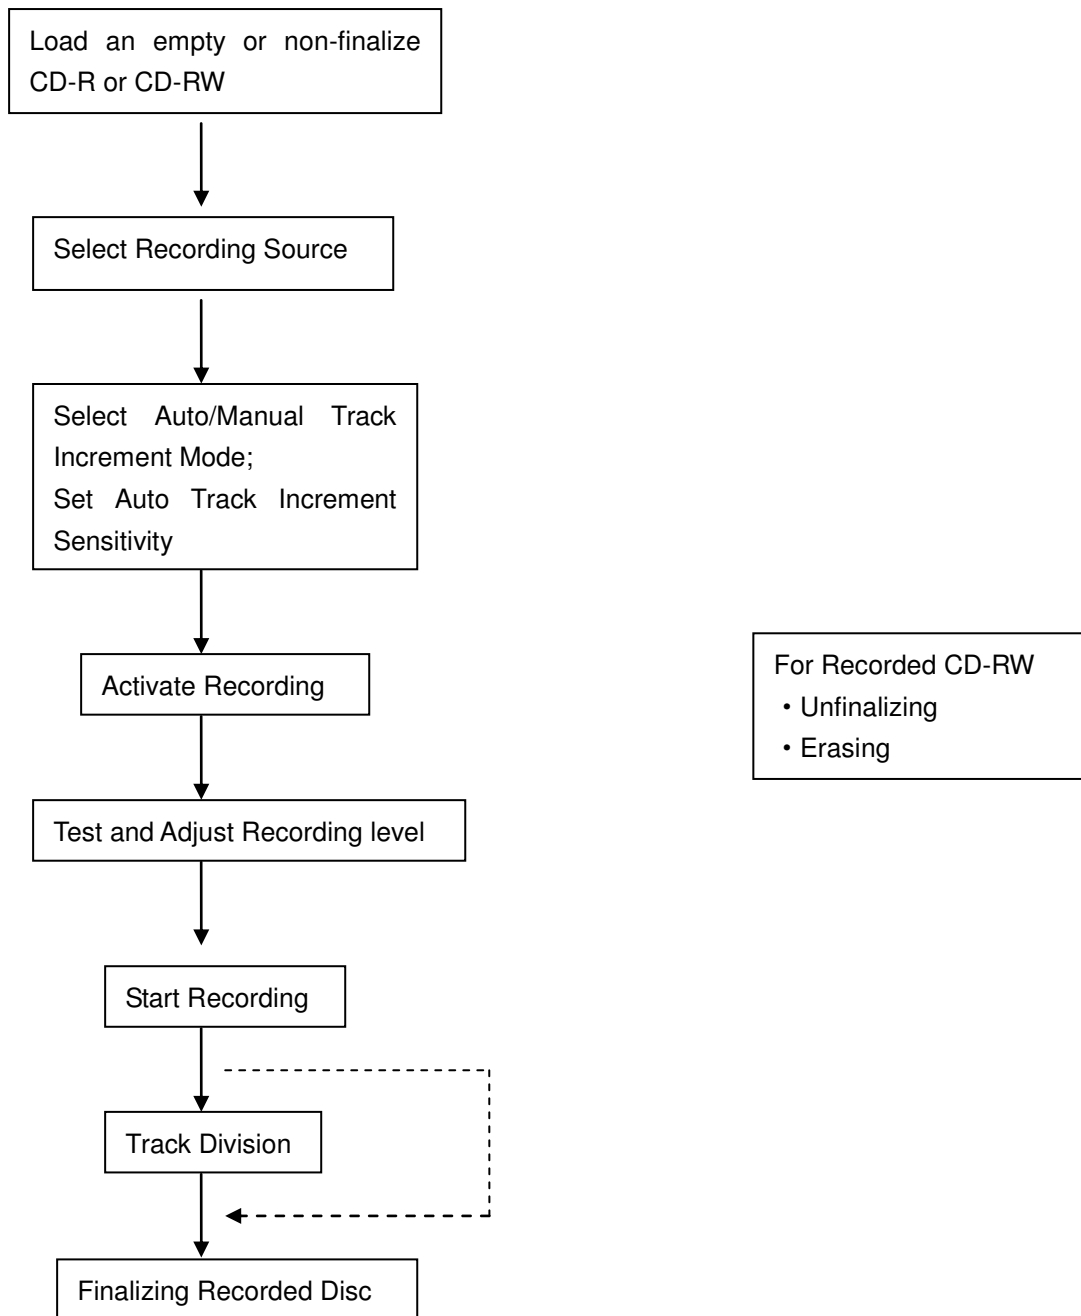 Load an empty or non-finalize
CD-R or CD-RW
Select Recording Source
Select Auto/Manual Track
Increment Mode;
Set Auto Track Increment
Sensitivity
Activate Recording
For Recorded CD-RW
・Unfinalizing
・Erasing
Test and Adjust Recording level
Start Recording
Track Division
Finalizing Recorded Disc